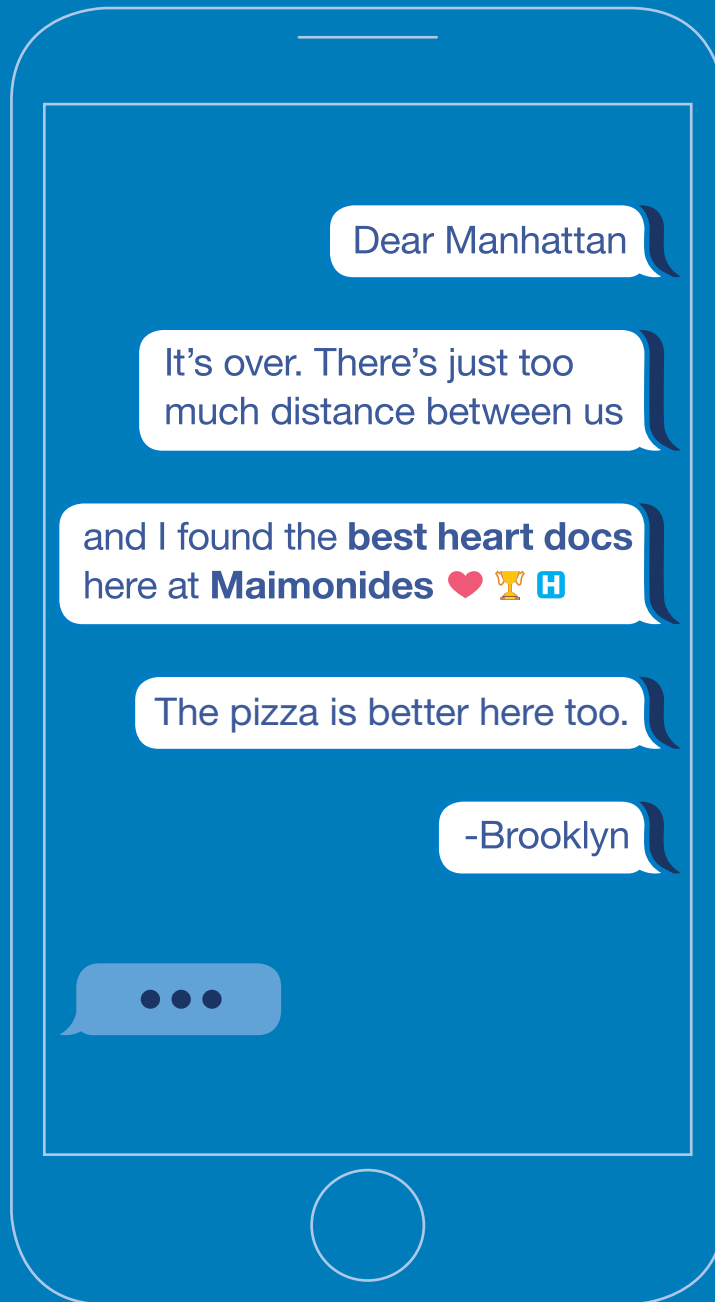 Dear Manhattan
It’s over. There’s just too
much distance between us
and I found the best heart docs
here at Maimonides ❤️ 🏆 H
The pizza is better here too.
-Brooklyn